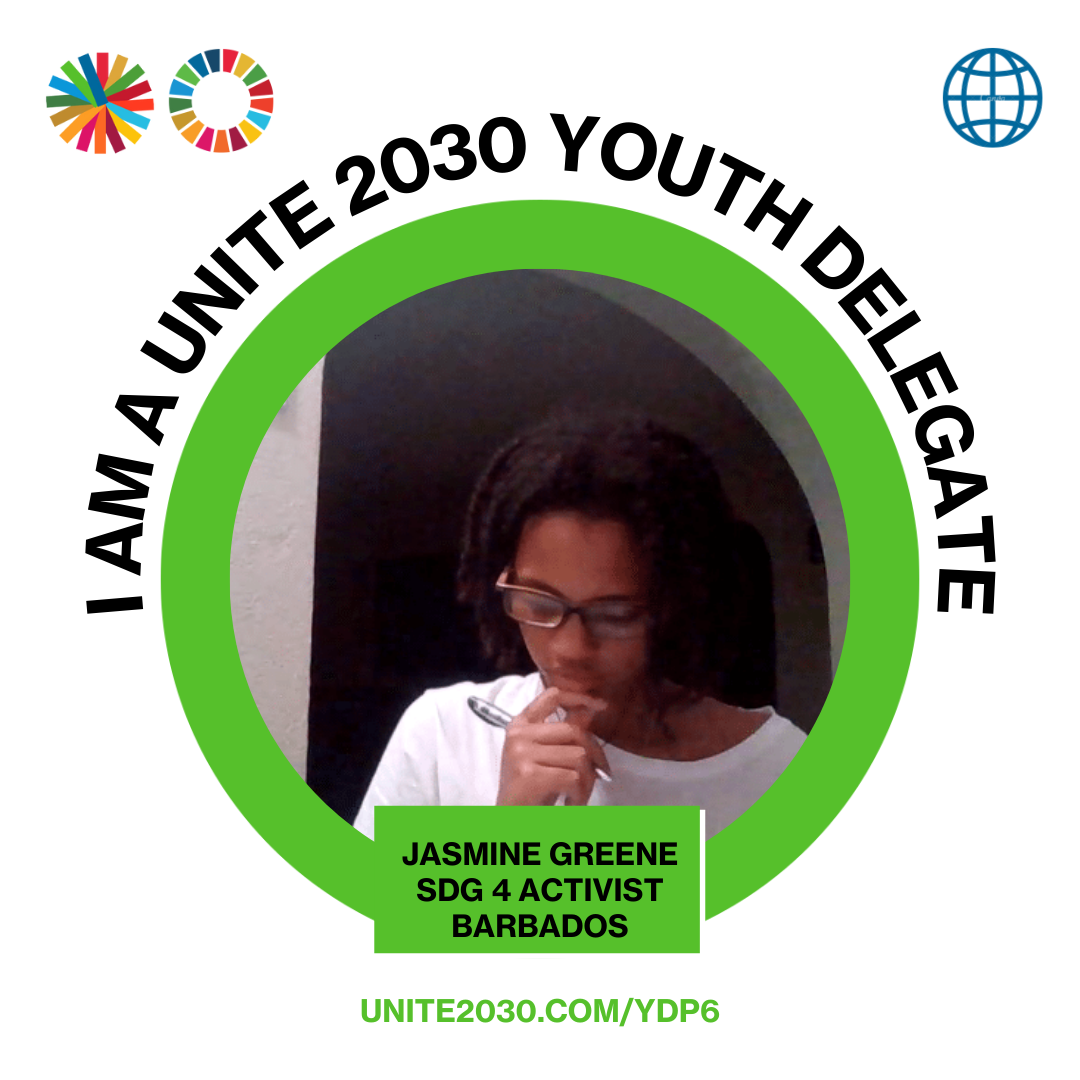 I AM A UNITE 2030 YOUTH DELEGATE
JASMINE GREENE
SDG 4 ACTIVIST
BARBADOS
UNITE2030.COM/YDP6